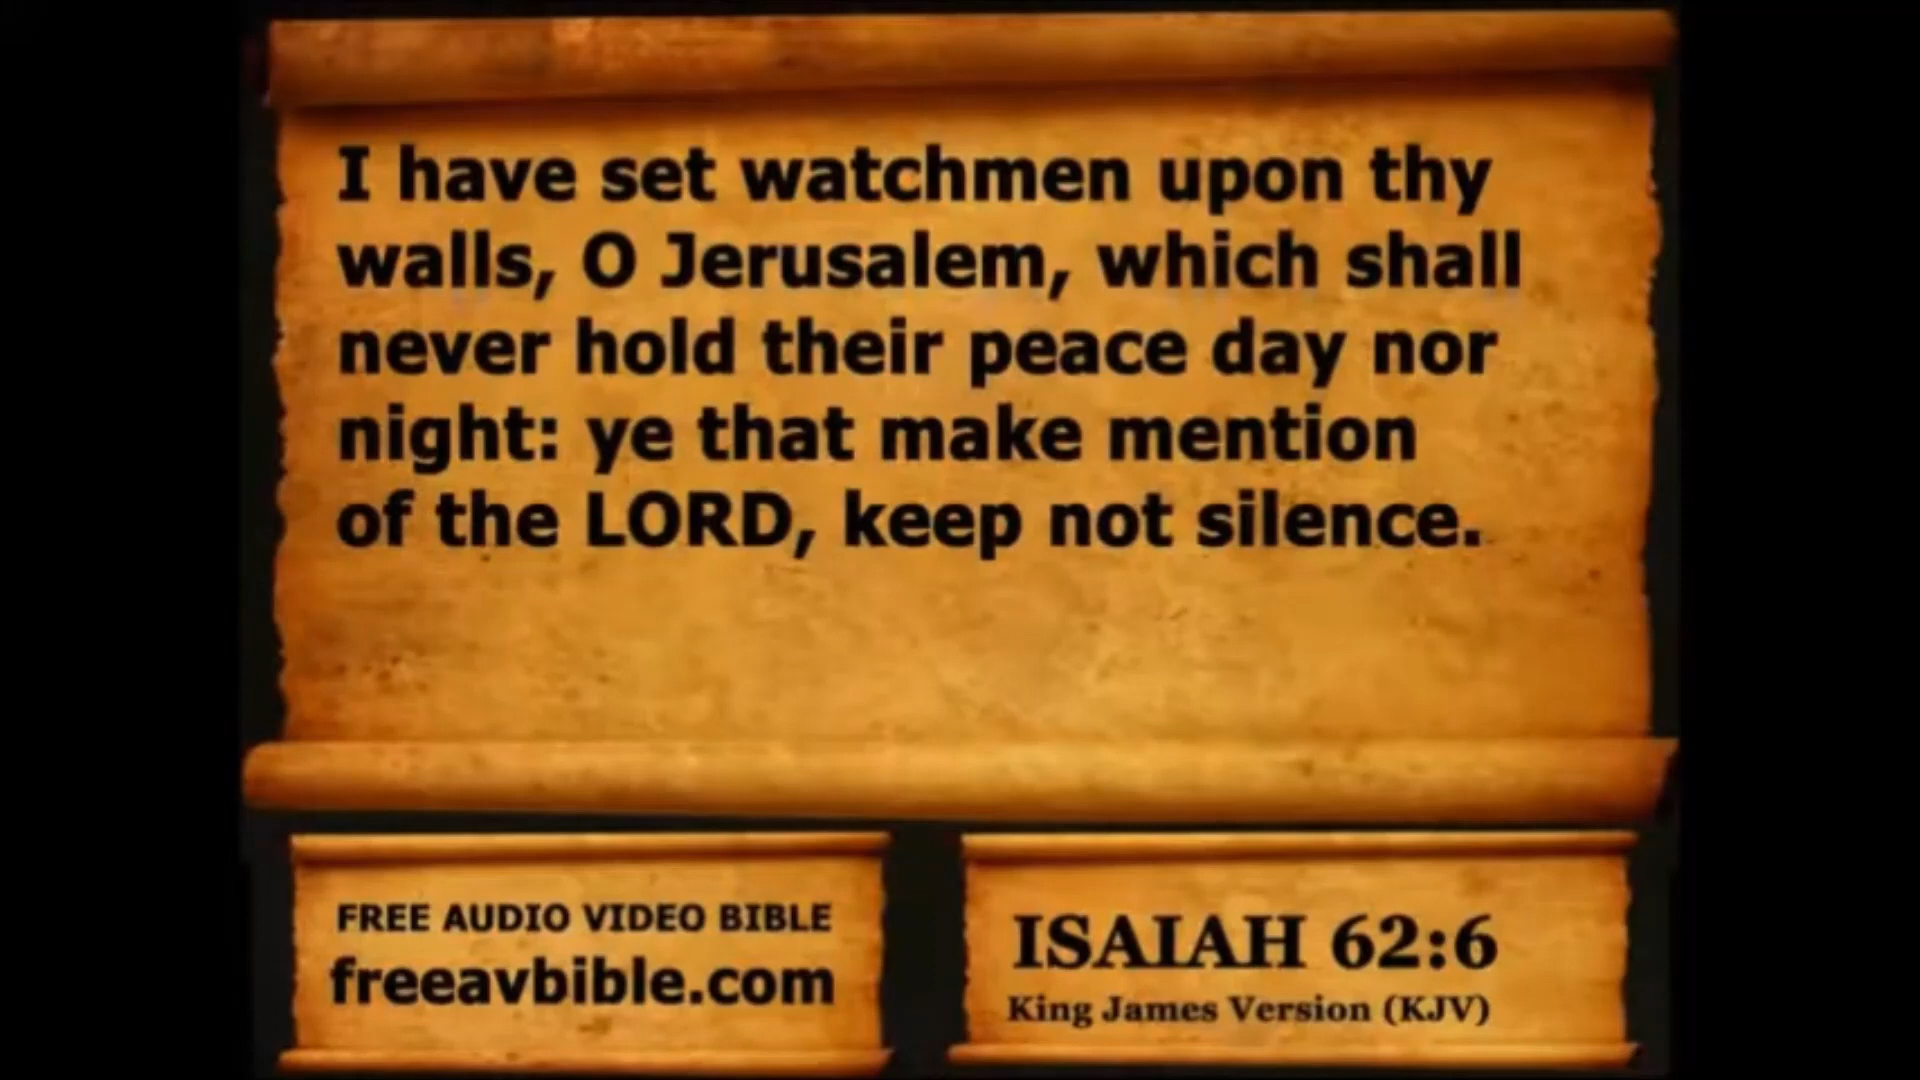 I have set watchmen upon thy
walls, O Jerusalem, which shall
never hold their peace day nor
night: ye that make mention
of the LORD, keep not silence.
FREE AUDIO VIDEO BIBLE
freeavbible.com
ISAIAH 62:6
King James Version (KJV)